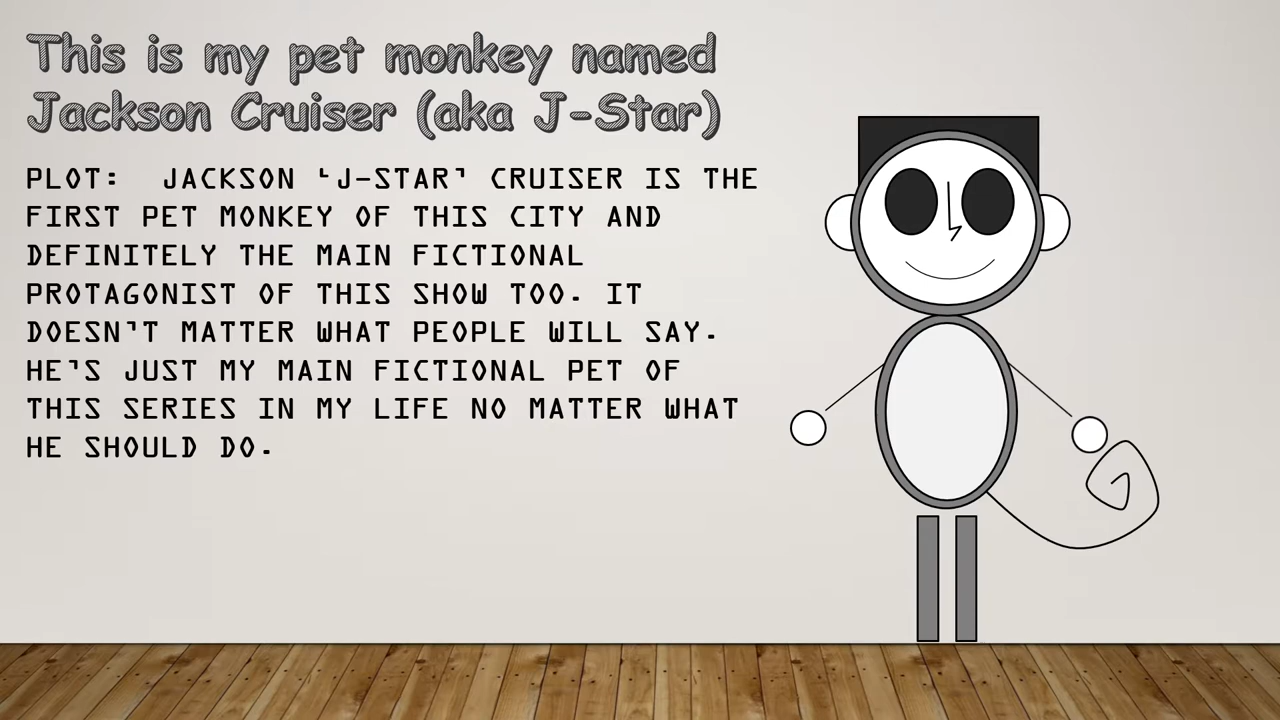 This is my pet monkey named
Jackson Cruiser (aka J-Star)
PLOT: JACKSON ‘J-STAR’ CRUISER IS THE
FIRST PET MONKEY OF THIS CITY AND
DEFINITELY THE MAIN FICTIONAL
PROTAGONIST OF THIS SHOW TOO. IT
DOESN’T MATTER WHAT PEOPLE WILL SAY.
HE’S JUST MY MAIN FICTIONAL PET OF
THIS SERIES IN MY LIFE NO MATTER WHAT
HE SHOULD DO.